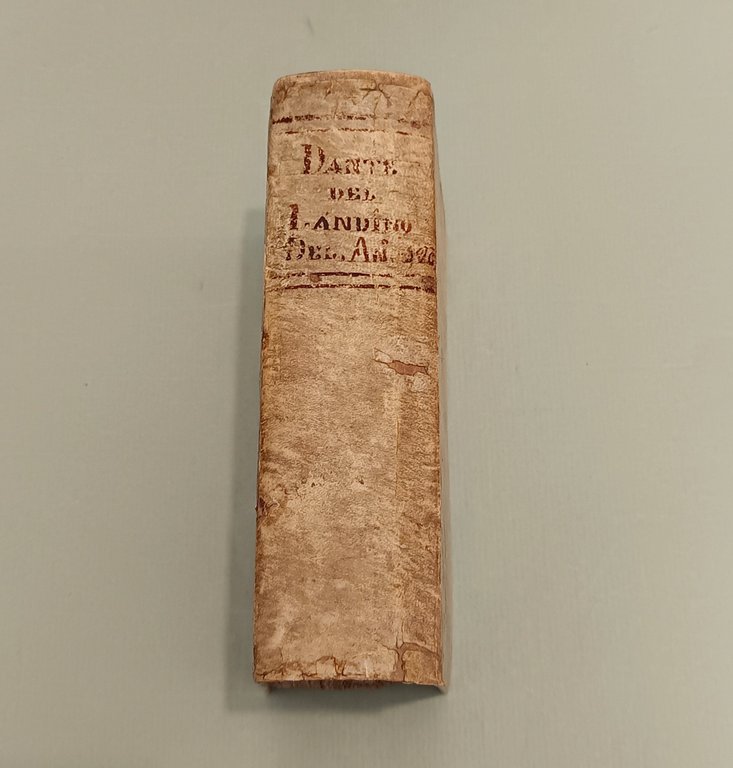 DANTE
DEL
LANDINO
DEL. AN.